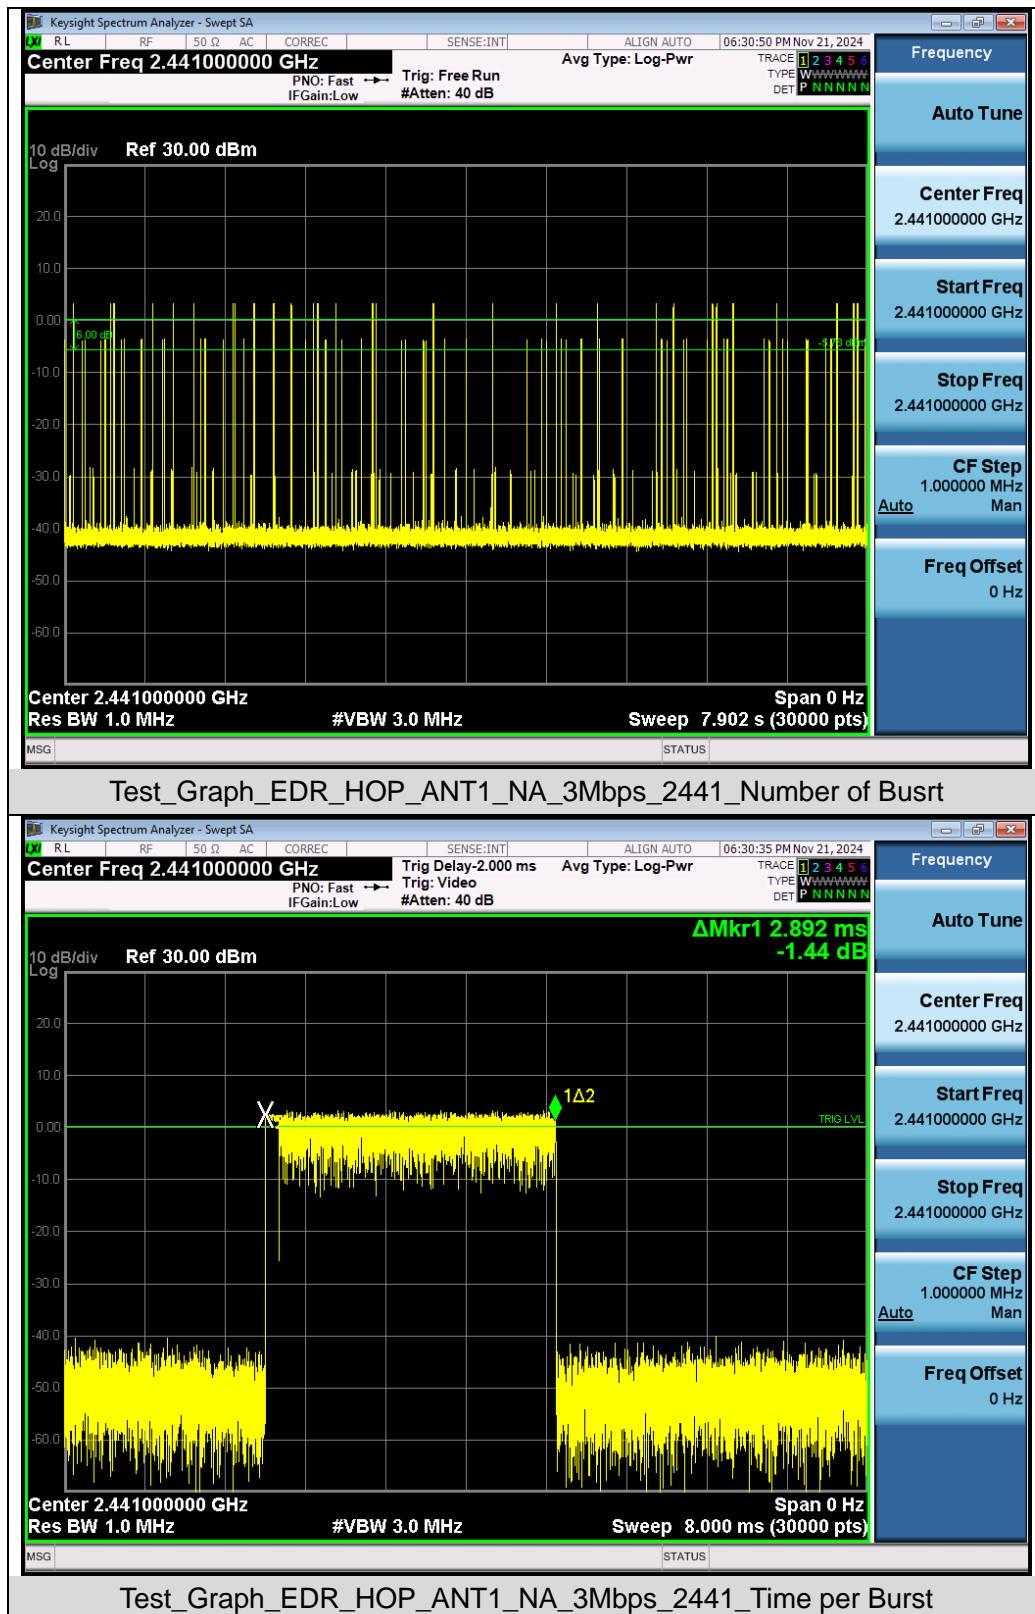 Keysight Spectrum Analyzer - Swept SA
LXI RL RF 50 Ω AC CORREC SENSE:INT ALIGN AUTO 06:30:50 PM Nov 21, 2024
Center Freq 2.441000000 GHz Avg Type: Log-Pwr TRACE 1 2 3 4 5 6
PNO: Fast Trig: Free Run TYPE WWWWWW
IFGain:Low #Atten: 40 dB DET P N N N N N
Frequency
Auto Tune
Center Freq
2.441000000 GHz
Start Freq
2.441000000 GHz
Stop Freq
2.441000000 GHz
CF Step
1.000000 MHz
Auto Man
Freq Offset
0 Hz
10 dB/div Ref 30.00 dBm
Log
20.0
10.0
0.00
6.00 dB
-5.78 dBm
-10.0
-20.0
-30.0
-40.0
-50.0
-60.0
Center 2.441000000 GHz Span 0 Hz
Res BW 1.0 MHz #VBW 3.0 MHz Sweep 7.902 s (30000 pts)
MSG STATUS
Test_Graph_EDR_HOP_ANT1_NA_3Mbps_2441_Number of Busrt
Keysight Spectrum Analyzer - Swept SA
LXI RL RF 50 Ω AC CORREC SENSE:INT ALIGN AUTO 06:30:35 PM Nov 21, 2024
Center Freq 2.441000000 GHz Trig Delay-2.000 ms Avg Type: Log-Pwr TRACE 1 2 3 4 5 6
PNO: Fast Trig: Video TYPE WWWWWW
IFGain:Low #Atten: 40 dB DET P N N N N N
Frequency
Auto Tune
Center Freq
2.441000000 GHz
Start Freq
2.441000000 GHz
Stop Freq
2.441000000 GHz
CF Step
1.000000 MHz
Auto Man
Freq Offset
0 Hz
ΔMkr1 2.892 ms
-1.44 dB
10 dB/div Ref 30.00 dBm
Log
20.0
10.0
1Δ2
0.00
TRIG LVL
-10.0
-20.0
-30.0
-40.0
-50.0
-60.0
Center 2.441000000 GHz Span 0 Hz
Res BW 1.0 MHz #VBW 3.0 MHz Sweep 8.000 ms (30000 pts)
MSG STATUS
Test_Graph_EDR_HOP_ANT1_NA_3Mbps_2441_Time per Burst